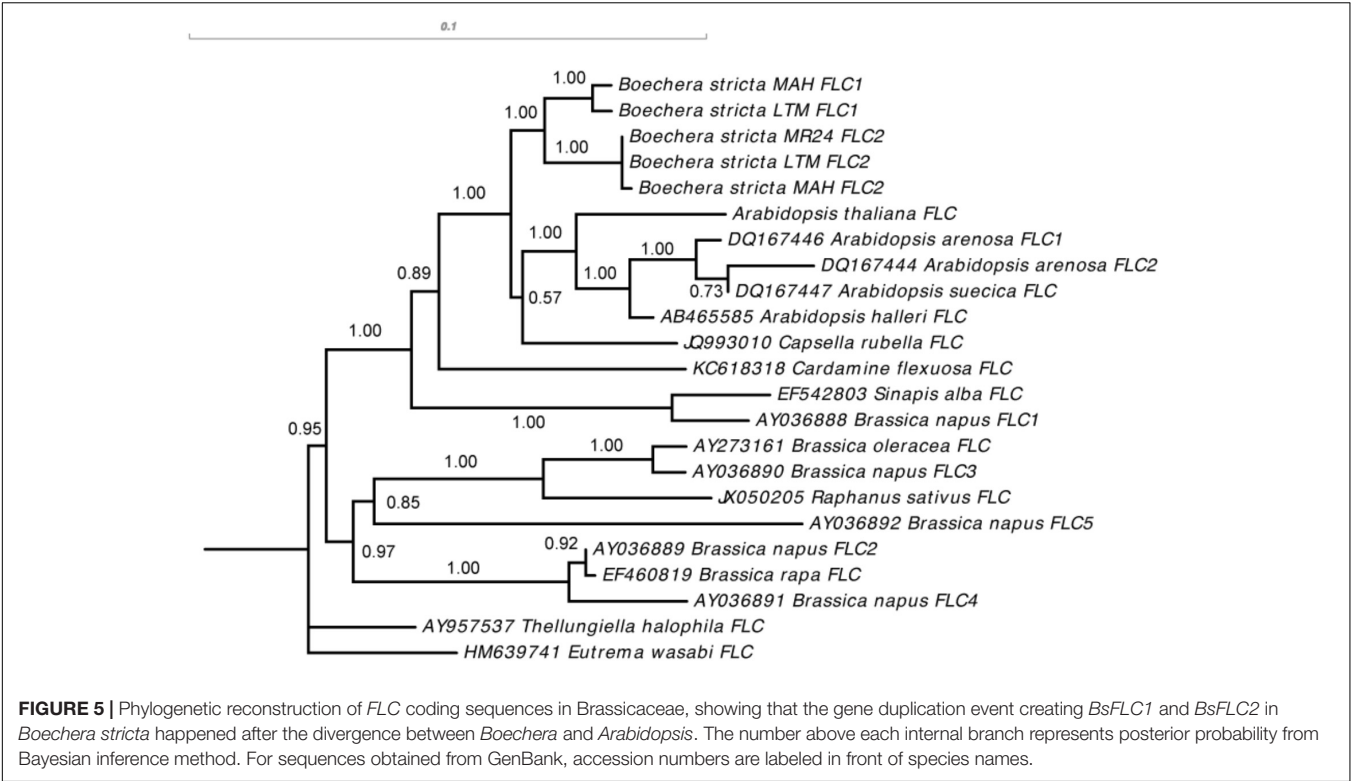 0.1
1.00
Boechera stricta MAH FLC1
1.00
Boechera stricta LTM FLC1
Boechera stricta MR24 FLC2
1.00
Boechera stricta LTM FLC2
1.00
Boechera stricta MAH FLC2
Arabidopsis thaliana FLC
1.00
DQ167446 Arabidopsis arenosa FLC1
1.00
DQ167444 Arabidopsis arenosa FLC2
0.89
1.00
0.73
DQ167447 Arabidopsis suecica FLC
0.57
AB465585 Arabidopsis halleri FLC
1.00
JQ993010 Capsella rubella FLC
KC618318 Cardamine flexuosa FLC
EF542803 Sinapis alba FLC
1.00
AY036888 Brassica napus FLC1
0.95
AY273161 Brassica oleracea FLC
1.00
1.00
AY036890 Brassica napus FLC3
JX050205 Raphanus sativus FLC
0.85
AY036892 Brassica napus FLC5
0.92
AY036889 Brassica napus FLC2
0.97
1.00
EF460819 Brassica rapa FLC
AY036891 Brassica napus FLC4
AY957537 Thellungiella halophila FLC
HM639741 Eutrema wasabi FLC
FIGURE 5 | Phylogenetic reconstruction of FLC coding sequences in Brassicaceae, showing that the gene duplication event creating BsFLC1 and BsFLC2 in
Boechera stricta happened after the divergence between Boechera and Arabidopsis. The number above each internal branch represents posterior probability from
Bayesian inference method. For sequences obtained from GenBank, accession numbers are labeled in front of species names.